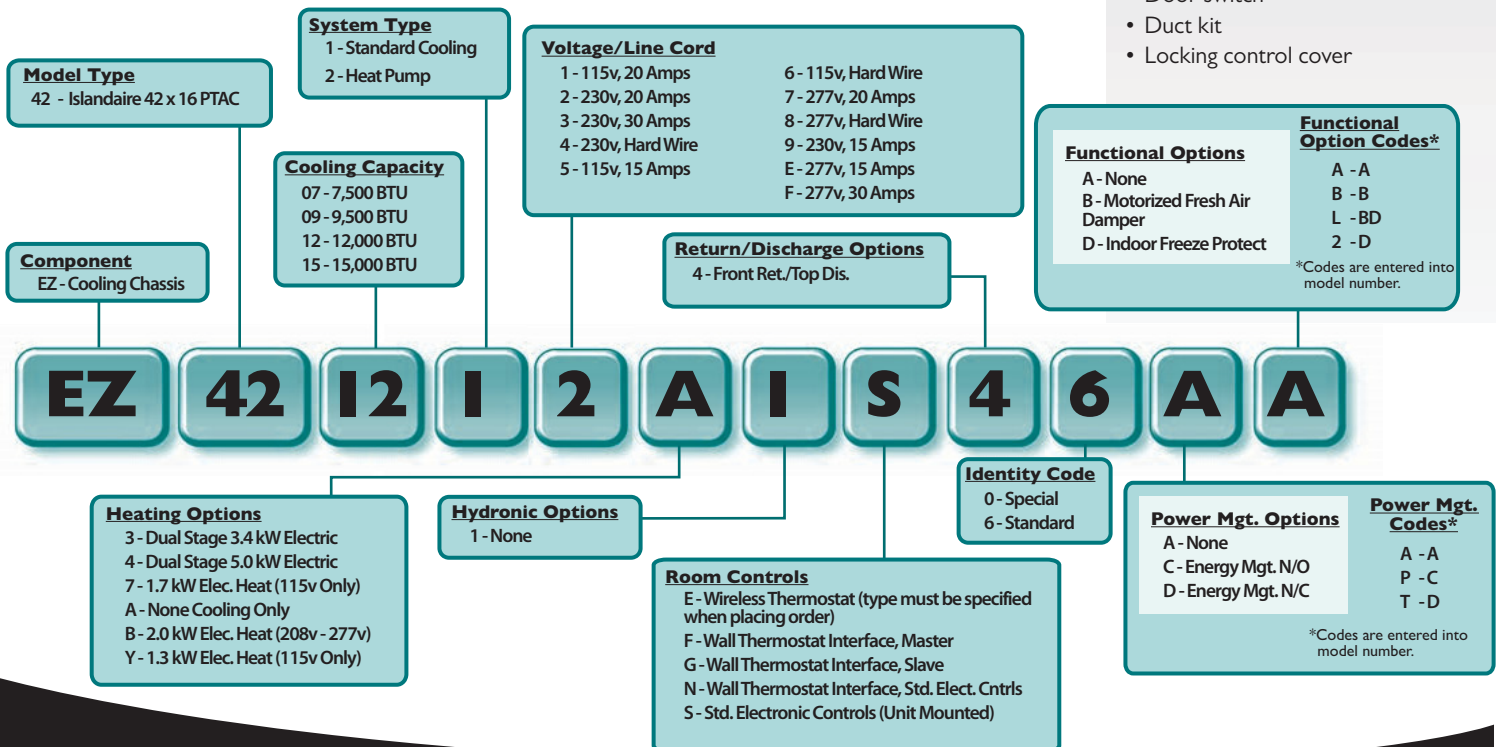 • Duct kit
• Locking control cover
System Type
1 - Standard Cooling
2 - Heat Pump
Model Type
42 - Islandaire 42 x 16 PTAC
Voltage/Line Cord
1 - 115v, 20 Amps
2 - 230v, 20 Amps
3 - 230v, 30 Amps
4 - 230v, Hard Wire
5 - 115v, 15 Amps
6 - 115v, Hard Wire
7 - 277v, 20 Amps
8 - 277v, Hard Wire
9 - 230v, 15 Amps
E - 277v, 15 Amps
F - 277v, 30 Amps
Cooling Capacity
07 - 7,500 BTU
09 - 9,500 BTU
12 - 12,000 BTU
15 - 15,000 BTU
Component
EZ - Cooling Chassis
Return/Discharge Options
4 - Front Ret./Top Dis.
Functional Options
A - None
B - Motorized Fresh Air
Damper
D - Indoor Freeze Protect
Functional
Option Codes*
A - A
B - B
L - BD
2 - D
*Codes are entered into
model number.
EZ 42 12 1 2 A 1 S 4 6 A A
Heating Options
3 - Dual Stage 3.4 kW Electric
4 - Dual Stage 5.0 kW Electric
7 - 1.7 kW Elec. Heat (115v Only)
A - None Cooling Only
B - 2.0 kW Elec. Heat (208v - 277v)
Y - 1.3 kW Elec. Heat (115v Only)
Hydronic Options
1 - None
Room Controls
E - Wireless Thermostat (type must be specified
when placing order)
F - Wall Thermostat Interface, Master
G - Wall Thermostat Interface, Slave
N - Wall Thermostat Interface, Std. Elect. Cntrls
S - Std. Electronic Controls (Unit Mounted)
Identity Code
0 - Special
6 - Standard
Power Mgt. Options
A - None
C - Energy Mgt. N/O
D - Energy Mgt. N/C
Power Mgt.
Codes*
A - A
P - C
T - D
*Codes are entered into
model number.